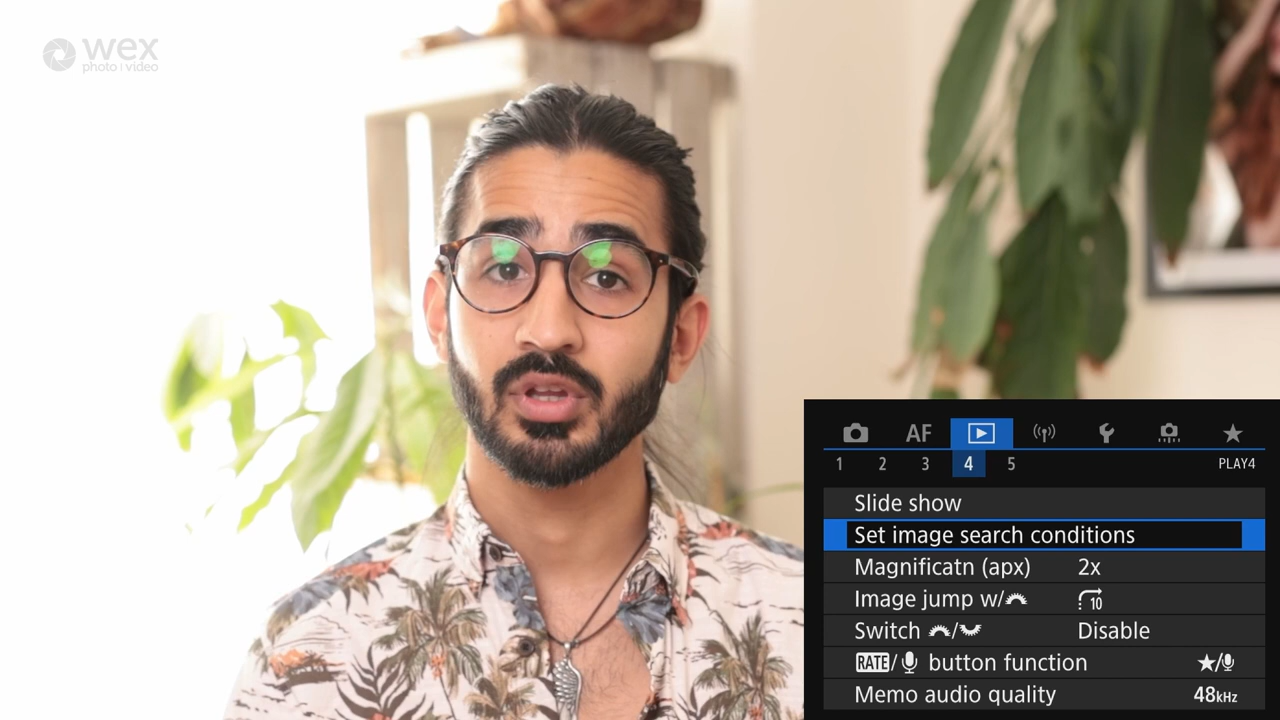 wex
photo | video
AF
1 2 3 4 5 PLAY4
Slide show
Set image search conditions
Magnificatn (apx) 2x
Image jump w/ 10
Switch / Disable
RATE/ button function ★/
Memo audio quality 48kHz